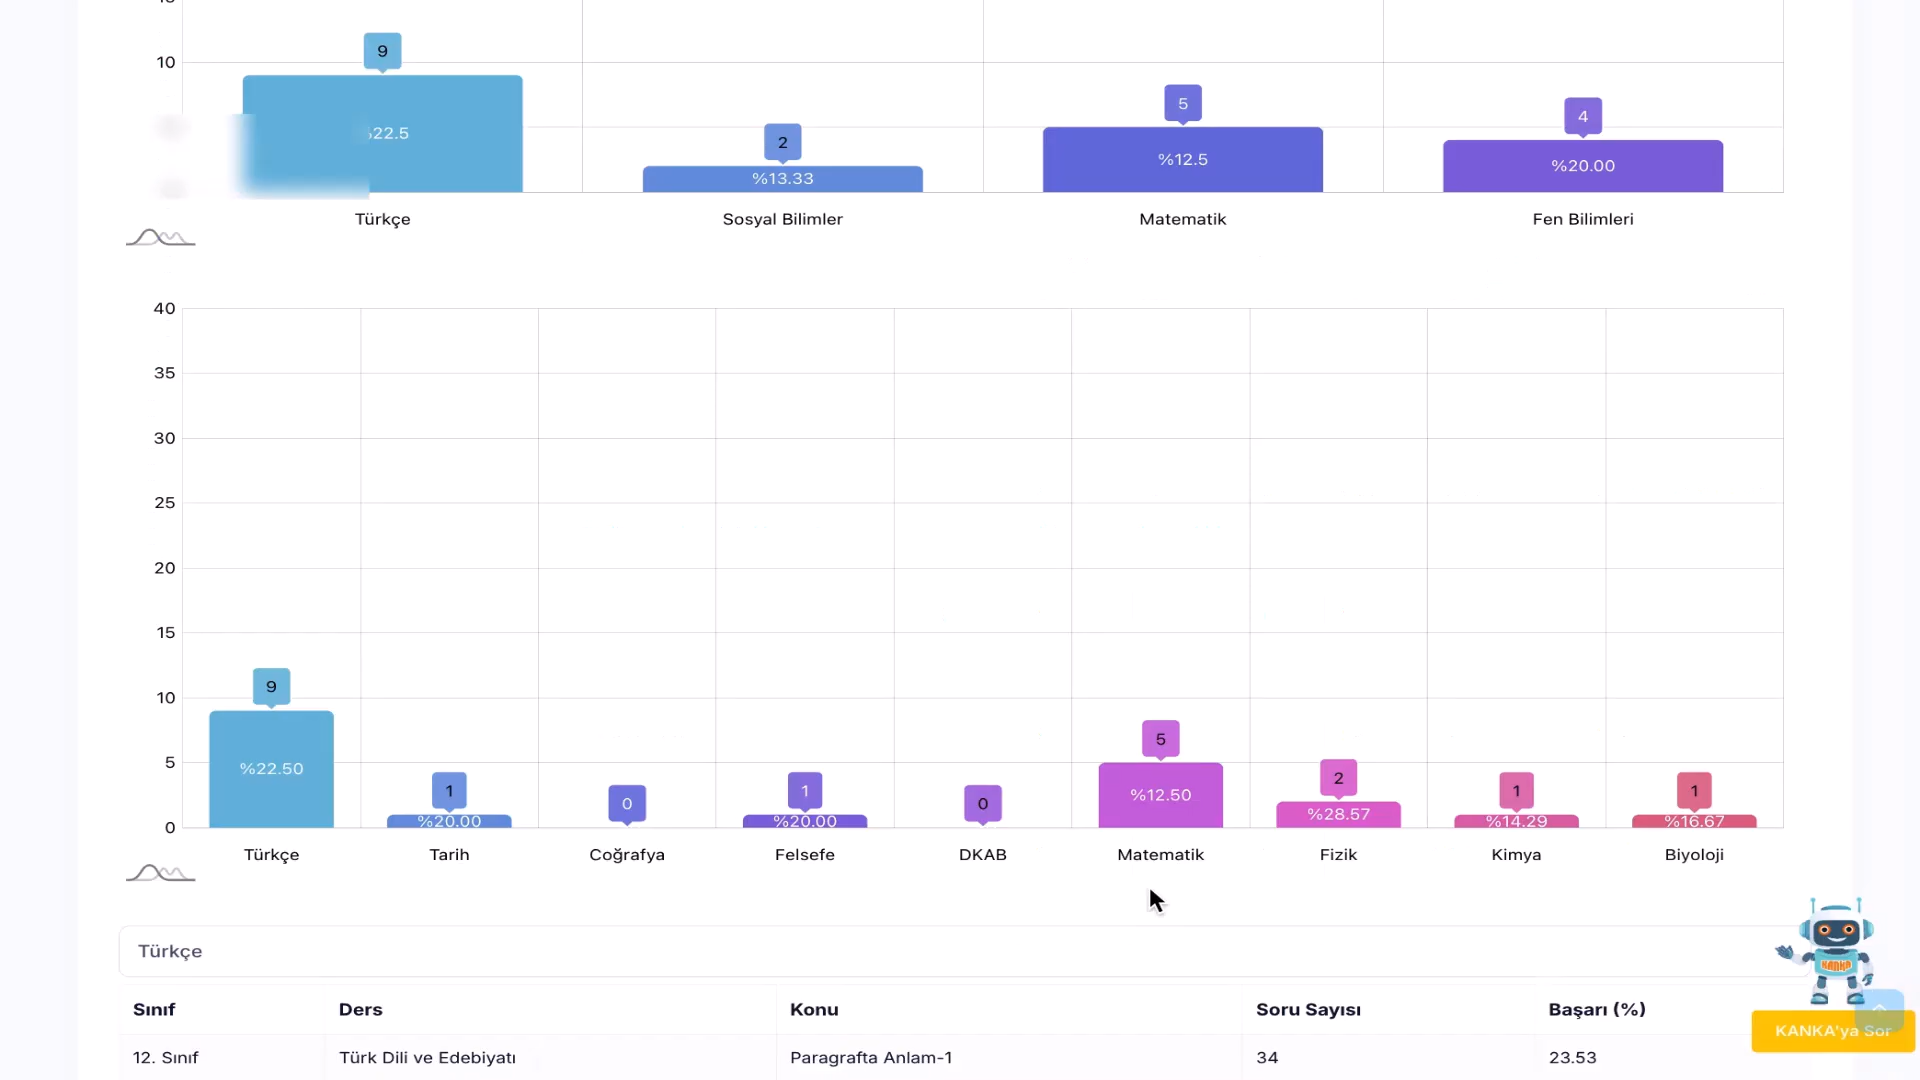 9
10
5
4
%12.5
%20.00
2
%13.33
Türkçe
Sosyal Bilimler
Matematik
Fen Bilimleri
40
35
30
25
20
15
10
5
0
9
%22.50
1
%20.00
0
1
%20.00
0
5
%12.50
2
%28.57
1
%14.29
1
%16.67
Türkçe
Tarih
Coğrafya
Felsefe
DKAB
Matematik
Fizik
Kimya
Biyoloji
Türkçe
Sınıf Ders Konu Soru Sayısı Başarı (%)
12. Sınıf Türk Dili ve Edebiyatı Paragrafta Anlam-1 34 23.53
KANKA
KANKA'ya Sor